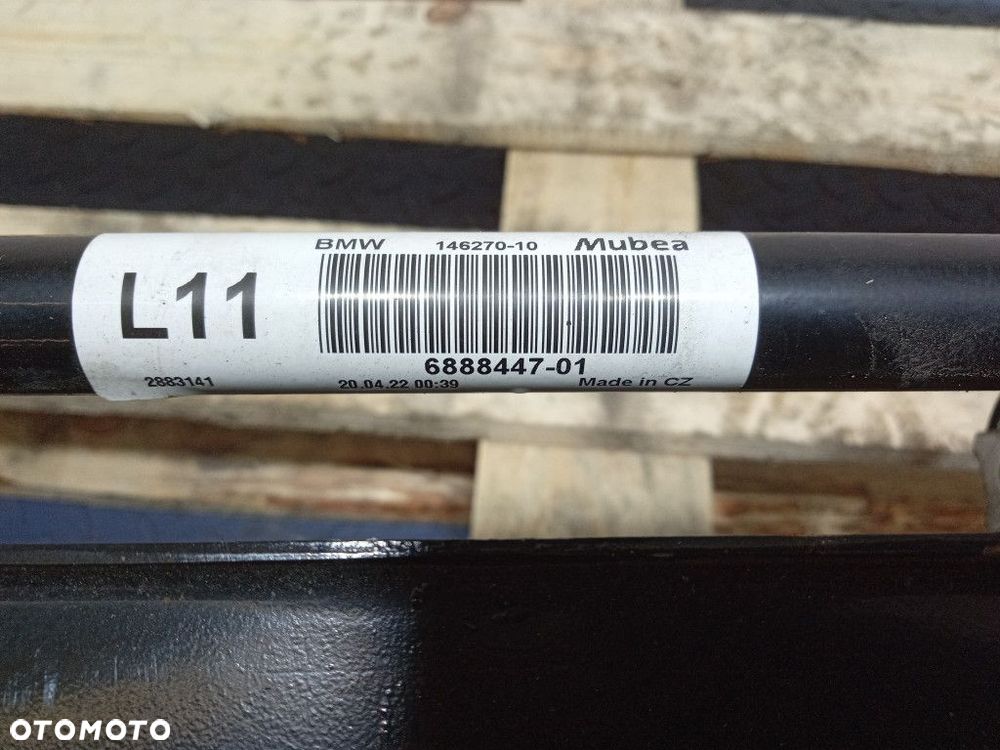 BMW 146270-10 Mubea
L11
6888447-01
2883141 20.04.22 00:39 Made in CZ
OTOMOTO